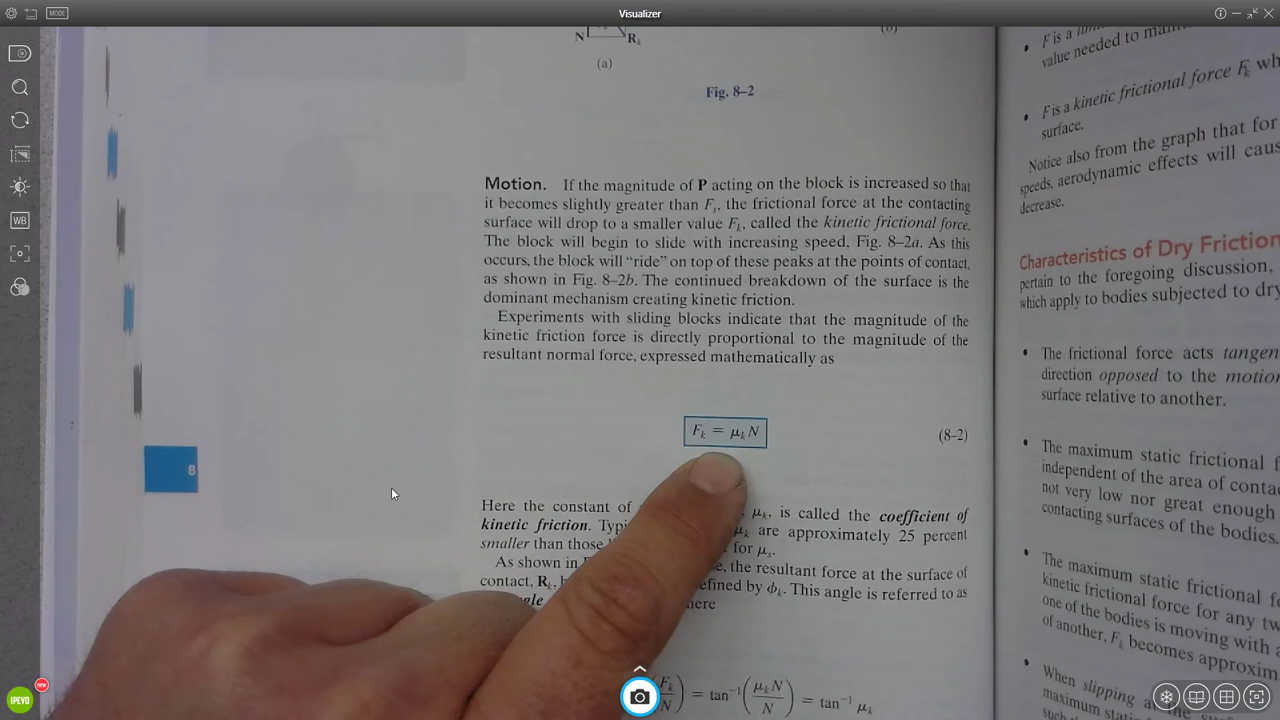 MODE
Visualizer
N
R_k
(a)
Fig. 8–2
Motion. If the magnitude of P acting on the block is increased so that
it becomes slightly greater than F_s, the frictional force at the contacting
surface will drop to a smaller value F_k, called the kinetic frictional force.
The block will begin to slide with increasing speed, Fig. 8–2a. As this
occurs, the block will “ride” on top of these peaks at the points of contact,
as shown in Fig. 8–2b. The continued breakdown of the surface is the
dominant mechanism creating kinetic friction.
Experiments with sliding blocks indicate that the magnitude of the
kinetic friction force is directly proportional to the magnitude of the
resultant normal force, expressed mathematically as
F_k = μ_k N
(8–2)
Here the constant of μ_k, is called the coefficient of
kinetic friction. μ_k are approximately 25 percent
smaller than those for μ_s.
As shown in the resultant force at the surface of
contact, R_k, defined by ϕ_k. This angle is referred to as
= tan⁻¹(μ_k N / N) = tan⁻¹ μ_k
8
F is a
value needed to
F is a kinetic frictional force F_k
surface.
Notice also from the graph that for
speeds, aerodynamic effects will
decrease.
Characteristics of Dry Friction
pertain to the foregoing discussion,
which apply to bodies subjected to
The frictional force acts
direction opposed to the motion
surface relative to another.
The maximum static frictional
independent of the area of
not very low nor great enough
contacting surfaces of the bodies.
The maximum static frictional
kinetic frictional force for any
one of the bodies is moving with a
of another, F_k becomes
When slipping
maximum static
WB
IPEVO
new